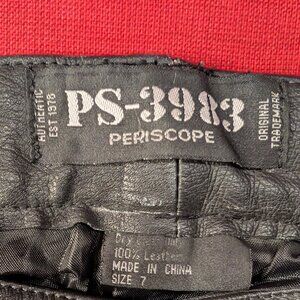 AUTHENTIC
EST 1978
PS-3983
PERISCOPE
ORIGINAL
TRADEMARK
100% Leather
MADE IN CHINA
SIZE 7